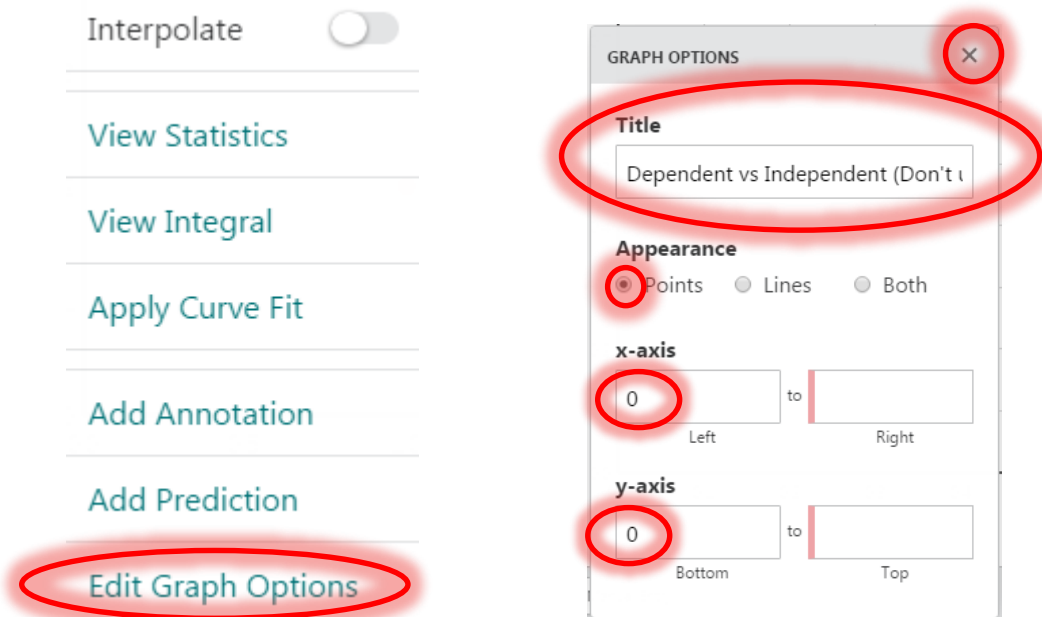 Interpolate
View Statistics
View Integral
Apply Curve Fit
Add Annotation
Add Prediction
Edit Graph Options
GRAPH OPTIONS
Title
Dependent vs Independent (Don't
Appearance
Points Lines Both
x-axis
0 to
Left Right
y-axis
0 to
Bottom Top